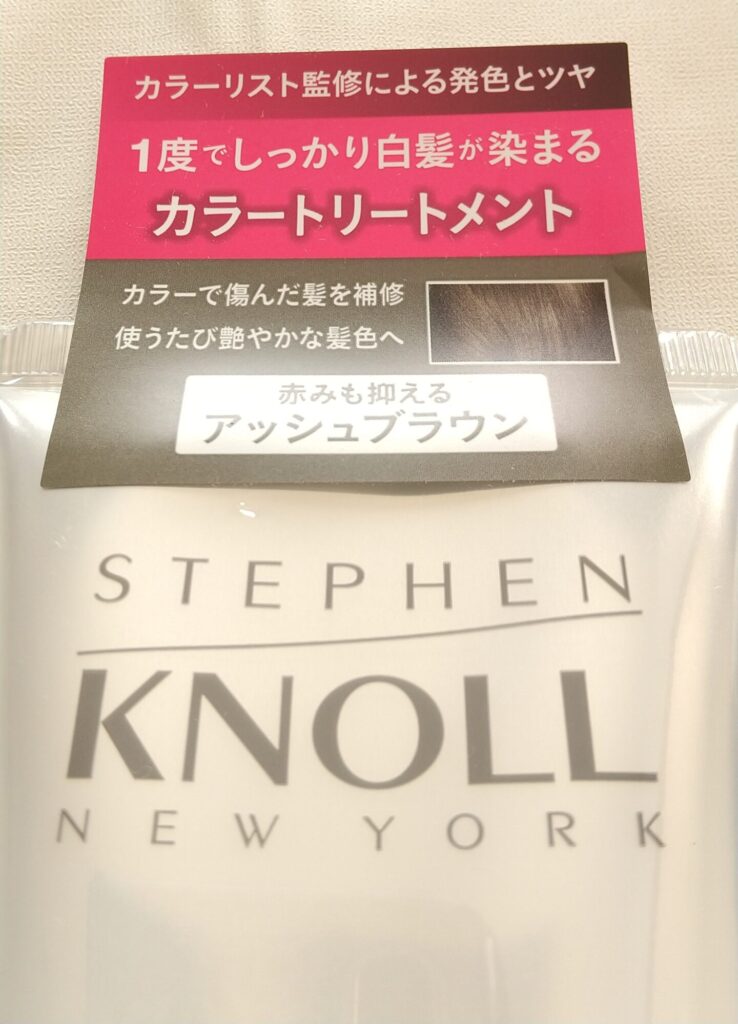 カラーリスト監修による発色とツヤ
1度でしっかり白髪が染まる
カラートリートメント
カラーで傷んだ髪を補修
使うたび艶やかな髪色へ
赤みも抑える
アッシュブラウン
STEPHEN
KNOLL
NEW YORK